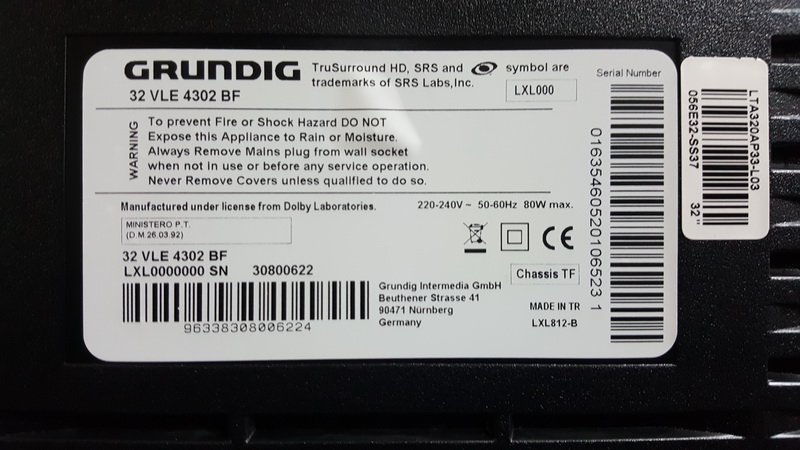 GRUNDIG
TruSurround HD, SRS and symbol are
trademarks of SRS Labs,Inc.
32 VLE 4302 BF
LXL000
Serial Number
WARNING
To prevent Fire or Shock Hazard DO NOT
Expose this Appliance to Rain or Moisture.
Always Remove Mains plug from wall socket
when not in use or before any service operation.
Never Remove Covers unless qualified to do so.
Manufactured under license from Dolby Laboratories.
220-240V ~ 50-60Hz 80W max.
MINISTERO P.T.
(D.M.26.03.92)
CE
32 VLE 4302 BF
LXL0000000 SN 30800622
Chassis TF
96338308006224
Grundig Intermedia GmbH
Beuthener Strasse 41
90471 Nürnberg
Germany
MADE IN TR
LXL812-B
01635460520106523 1
LTA320AP33-L03
056E32-SS37 32"